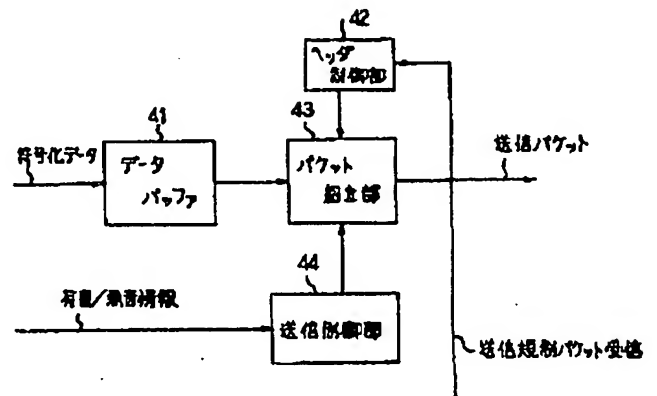 42
ヘッダ
制御部
41
43
符号化データ
データ
バッファ
パケット
組立部
送信パケット
44
有音/無音情報
送信制御部
送信規制パケット受信